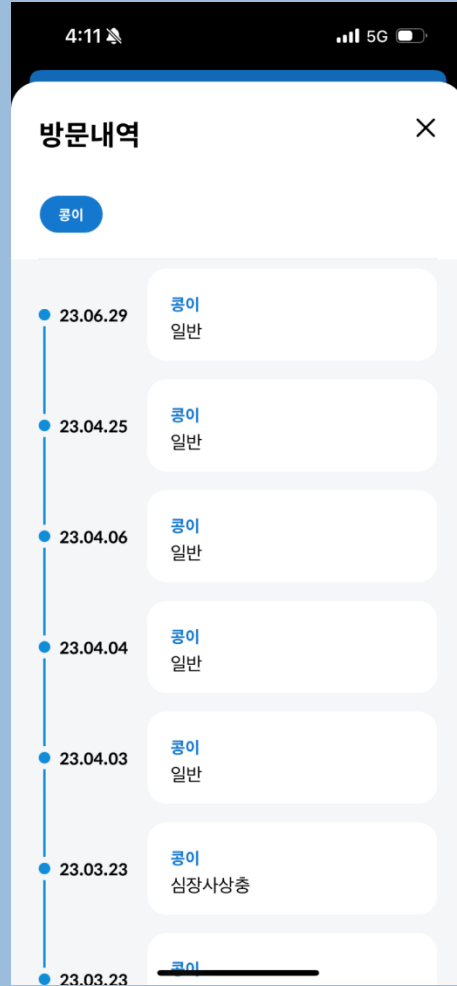 4:11 5G
방문내역
콩이
23.06.29 콩이
일반
23.04.25 콩이
일반
23.04.06 콩이
일반
23.04.04 콩이
일반
23.04.03 콩이
일반
23.03.23 콩이
심장사상충
23.03.23 콩이